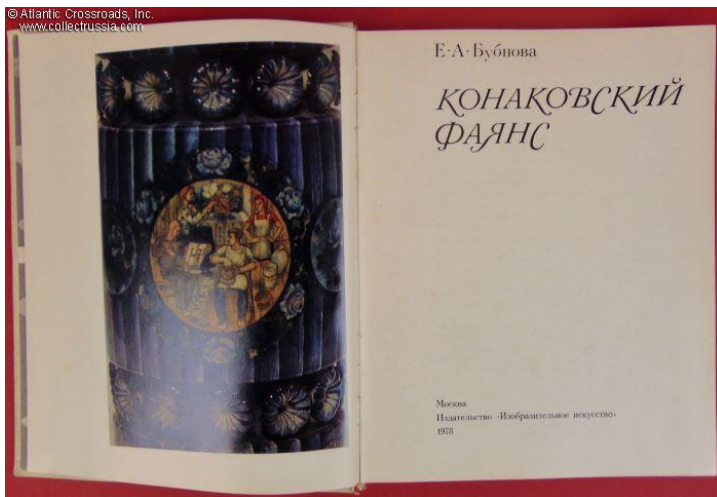 © Atlantic Crossroads, Inc.
www.collectrussia.com
Е·А·Бубнова
КОНАКОВСКИЙ
ФАЯНС
Москва
Издательство «Изобразительное искусство»
1978